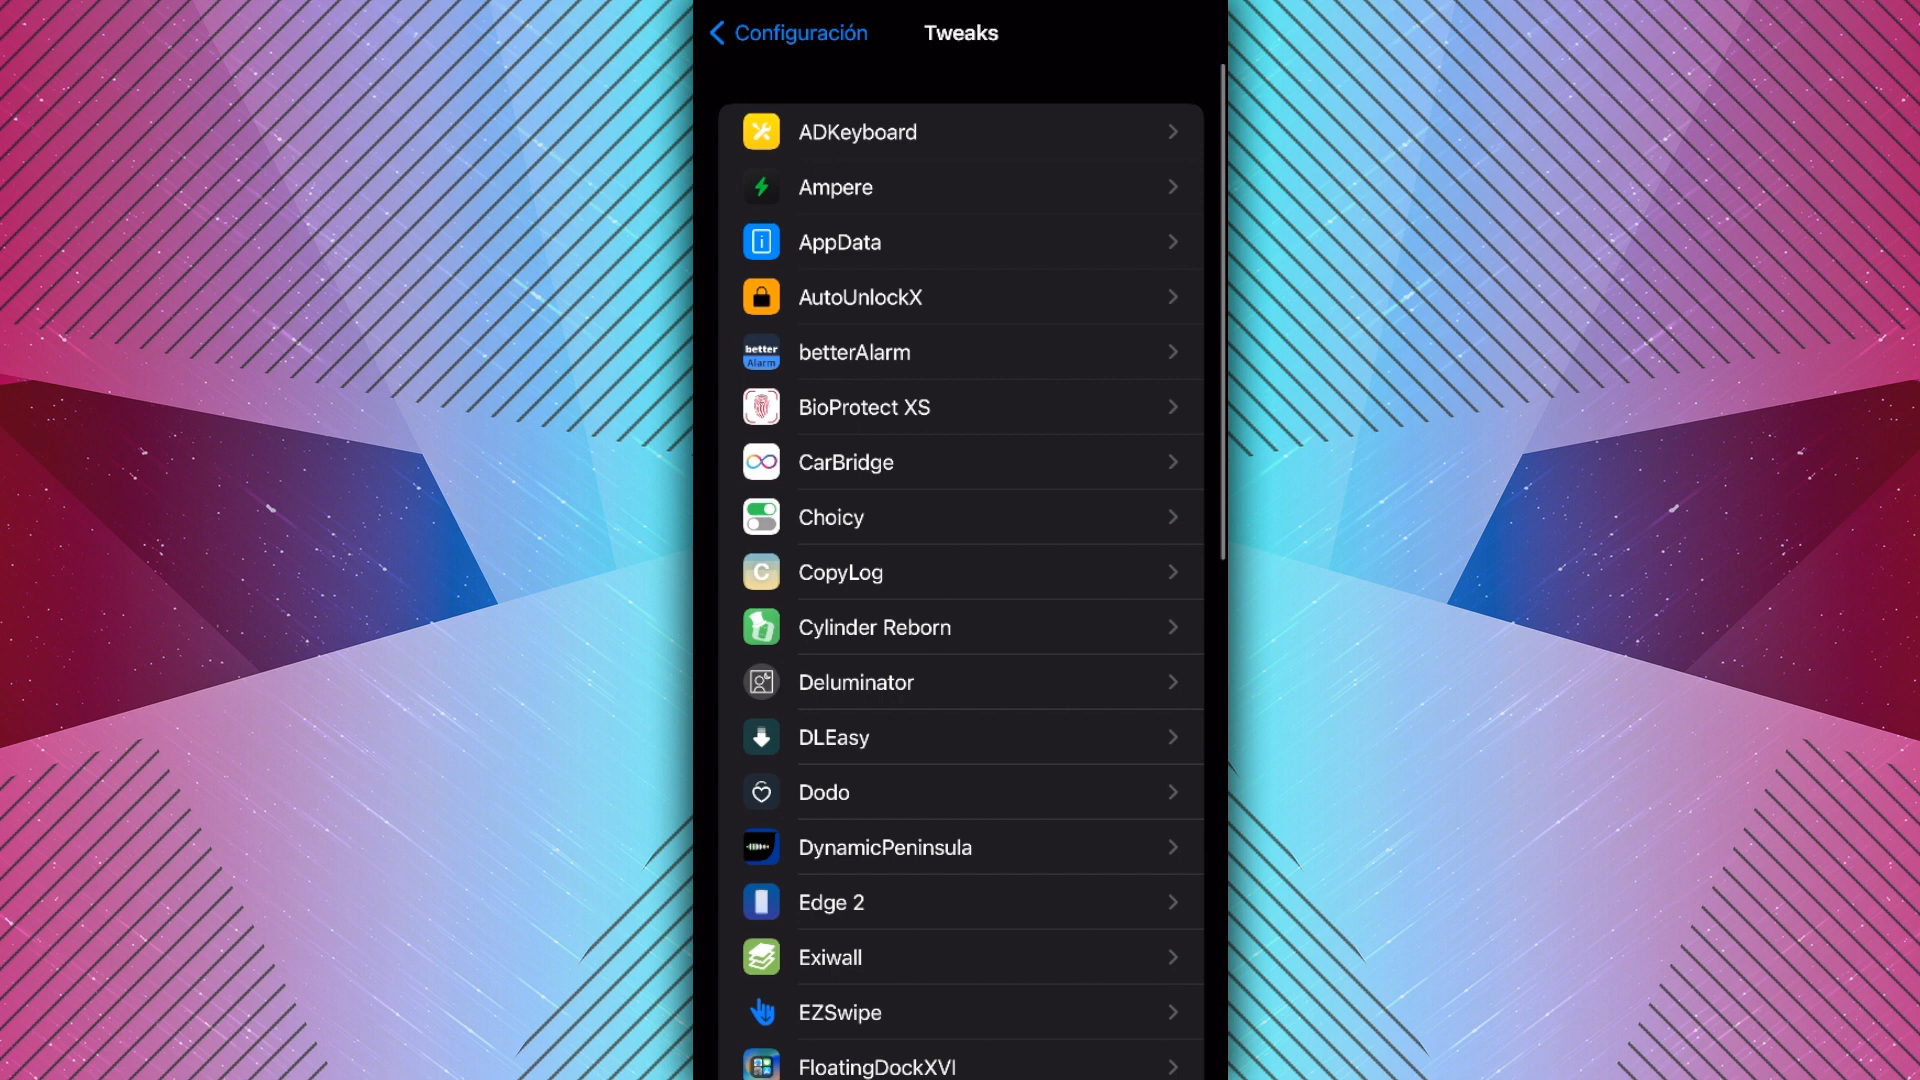 Configuración
Tweaks
ADKeyboard
Ampere
AppData
AutoUnlockX
better
Alarm
betterAlarm
BioProtect XS
CarBridge
Choicy
C
CopyLog
Cylinder Reborn
Deluminator
DLEasy
Dodo
DynamicPeninsula
Edge 2
Exiwall
EZSwipe
FloatingDockXVI